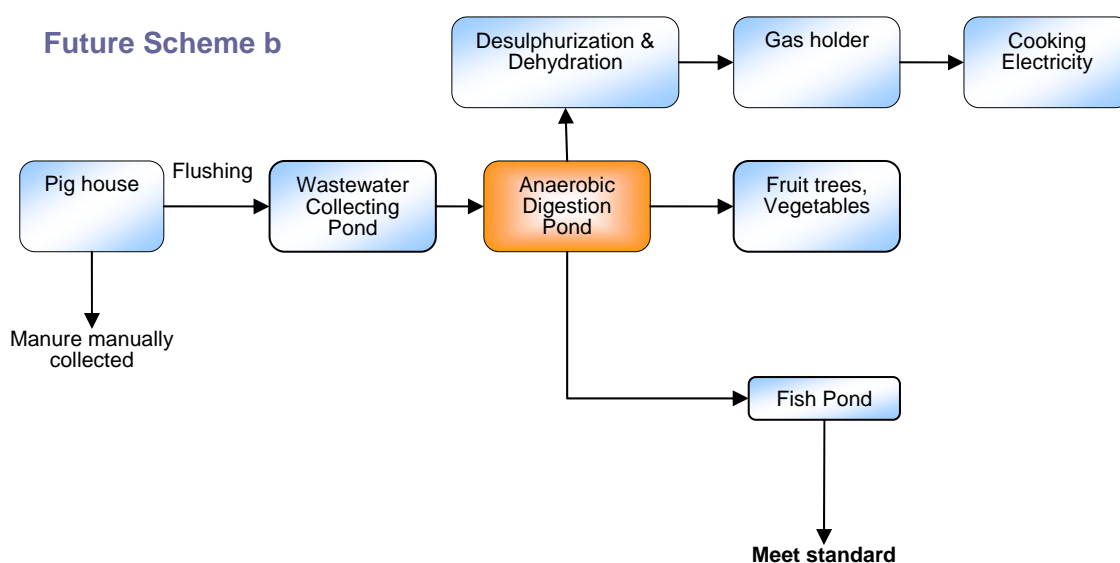 Future Scheme b
Desulphurization &
Dehydration
Gas holder
Cooking
Electricity
Pig house
Flushing
Wastewater
Collecting
Pond
Anaerobic
Digestion
Pond
Fruit trees,
Vegetables
Manure manually
collected
Fish Pond
Meet standard